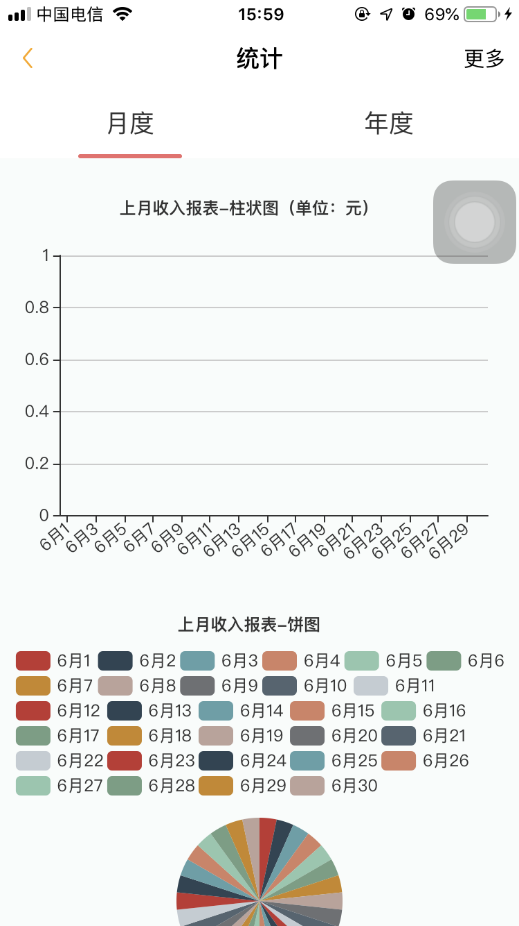 中国电信 15:59 69%
统计 更多
月度 年度
上月收入报表-柱状图（单位：元）
1
0.8
0.6
0.4
0.2
0
6月1 6月3 6月5 6月7 6月9 6月11 6月13 6月15 6月17 6月19 6月21 6月23 6月25 6月27 6月29
上月收入报表-饼图
6月1 6月2 6月3 6月4 6月5 6月6
6月7 6月8 6月9 6月10 6月11
6月12 6月13 6月14 6月15 6月16
6月17 6月18 6月19 6月20 6月21
6月22 6月23 6月24 6月25 6月26
6月27 6月28 6月29 6月30